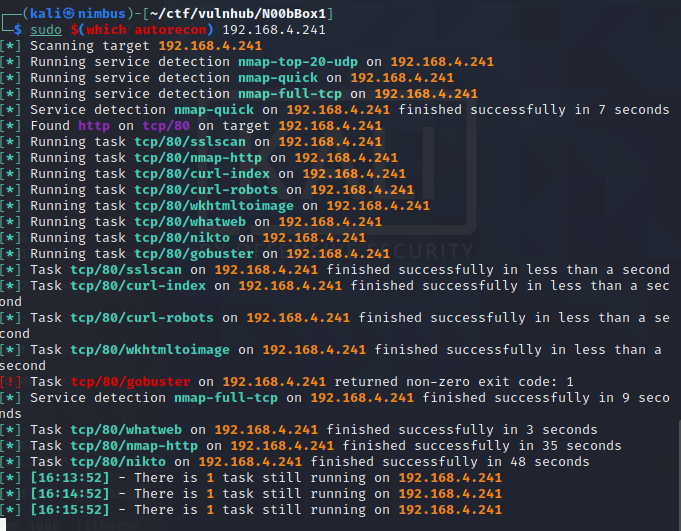 ┌──(kali㉿nimbus)-[~/ctf/vulnhub/N00bBox1]
└─$ sudo $(which autorecon) 192.168.4.241
[*] Scanning target 192.168.4.241
[*] Running service detection nmap-top-20-udp on 192.168.4.241
[*] Running service detection nmap-quick on 192.168.4.241
[*] Running service detection nmap-full-tcp on 192.168.4.241
[*] Service detection nmap-quick on 192.168.4.241 finished successfully in 7 seconds
[*] Found http on tcp/80 on target 192.168.4.241
[*] Running task tcp/80/sslscan on 192.168.4.241
[*] Running task tcp/80/nmap-http on 192.168.4.241
[*] Running task tcp/80/curl-index on 192.168.4.241
[*] Running task tcp/80/curl-robots on 192.168.4.241
[*] Running task tcp/80/wkhtmltoimage on 192.168.4.241
[*] Running task tcp/80/whatweb on 192.168.4.241
[*] Running task tcp/80/nikto on 192.168.4.241
[*] Running task tcp/80/gobuster on 192.168.4.241
[*] Task tcp/80/sslscan on 192.168.4.241 finished successfully in less than a second
[*] Task tcp/80/curl-index on 192.168.4.241 finished successfully in less than a sec
ond
[*] Task tcp/80/curl-robots on 192.168.4.241 finished successfully in less than a se
cond
[*] Task tcp/80/wkhtmltoimage on 192.168.4.241 finished successfully in less than a
second
[!] Task tcp/80/gobuster on 192.168.4.241 returned non-zero exit code: 1
[*] Service detection nmap-full-tcp on 192.168.4.241 finished successfully in 9 seco
nds
[*] Task tcp/80/whatweb on 192.168.4.241 finished successfully in 3 seconds
[*] Task tcp/80/nmap-http on 192.168.4.241 finished successfully in 35 seconds
[*] Task tcp/80/nikto on 192.168.4.241 finished successfully in 48 seconds
[*] [16:13:52] - There is 1 task still running on 192.168.4.241
[*] [16:14:52] - There is 1 task still running on 192.168.4.241
[*] [16:15:52] - There is 1 task still running on 192.168.4.241